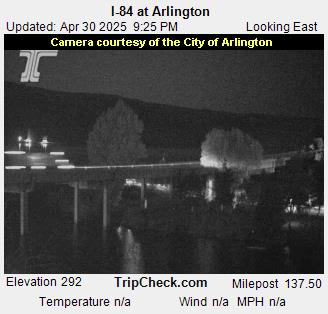 I-84 at Arlington
Updated: Apr 30 2025 9:25 PM Looking East
Camera courtesy of the City of Arlington
Elevation 292 TripCheck.com Milepost 137.50
Temperature n/a Wind n/a MPH n/a